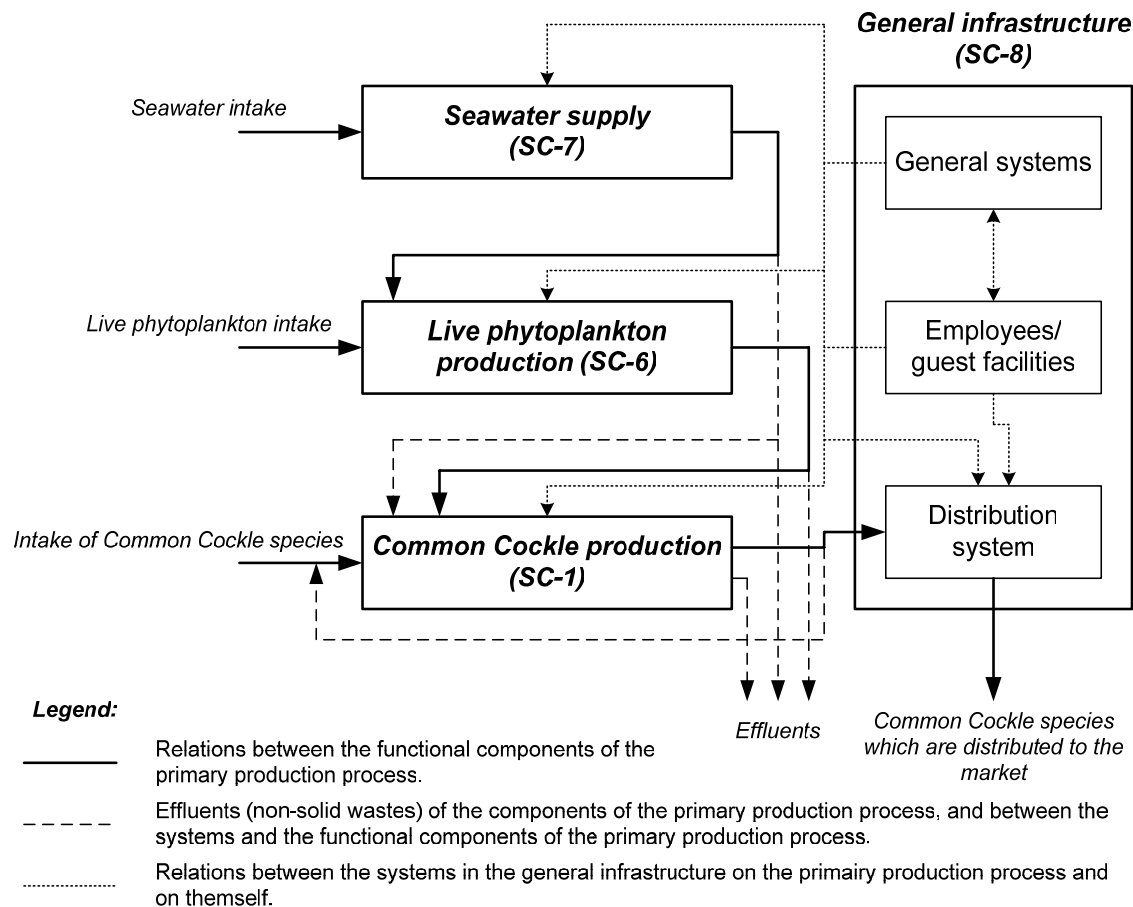 General infrastructure
(SC-8)
Seawater intake
Seawater supply
(SC-7)
General systems
Live phytoplankton intake
Live phytoplankton
production (SC-6)
Employees/
guest facilities
Intake of Common Cockle species
Common Cockle production
(SC-1)
Distribution
system
Effluents
Common Cockle species
which are distributed to the
market
Legend:
Relations between the functional components of the
primary production process.
Effluents (non-solid wastes) of the components of the primary production process, and between the
systems and the functional components of the primary production process.
Relations between the systems in the general infrastructure on the primairy production process and
on themself.